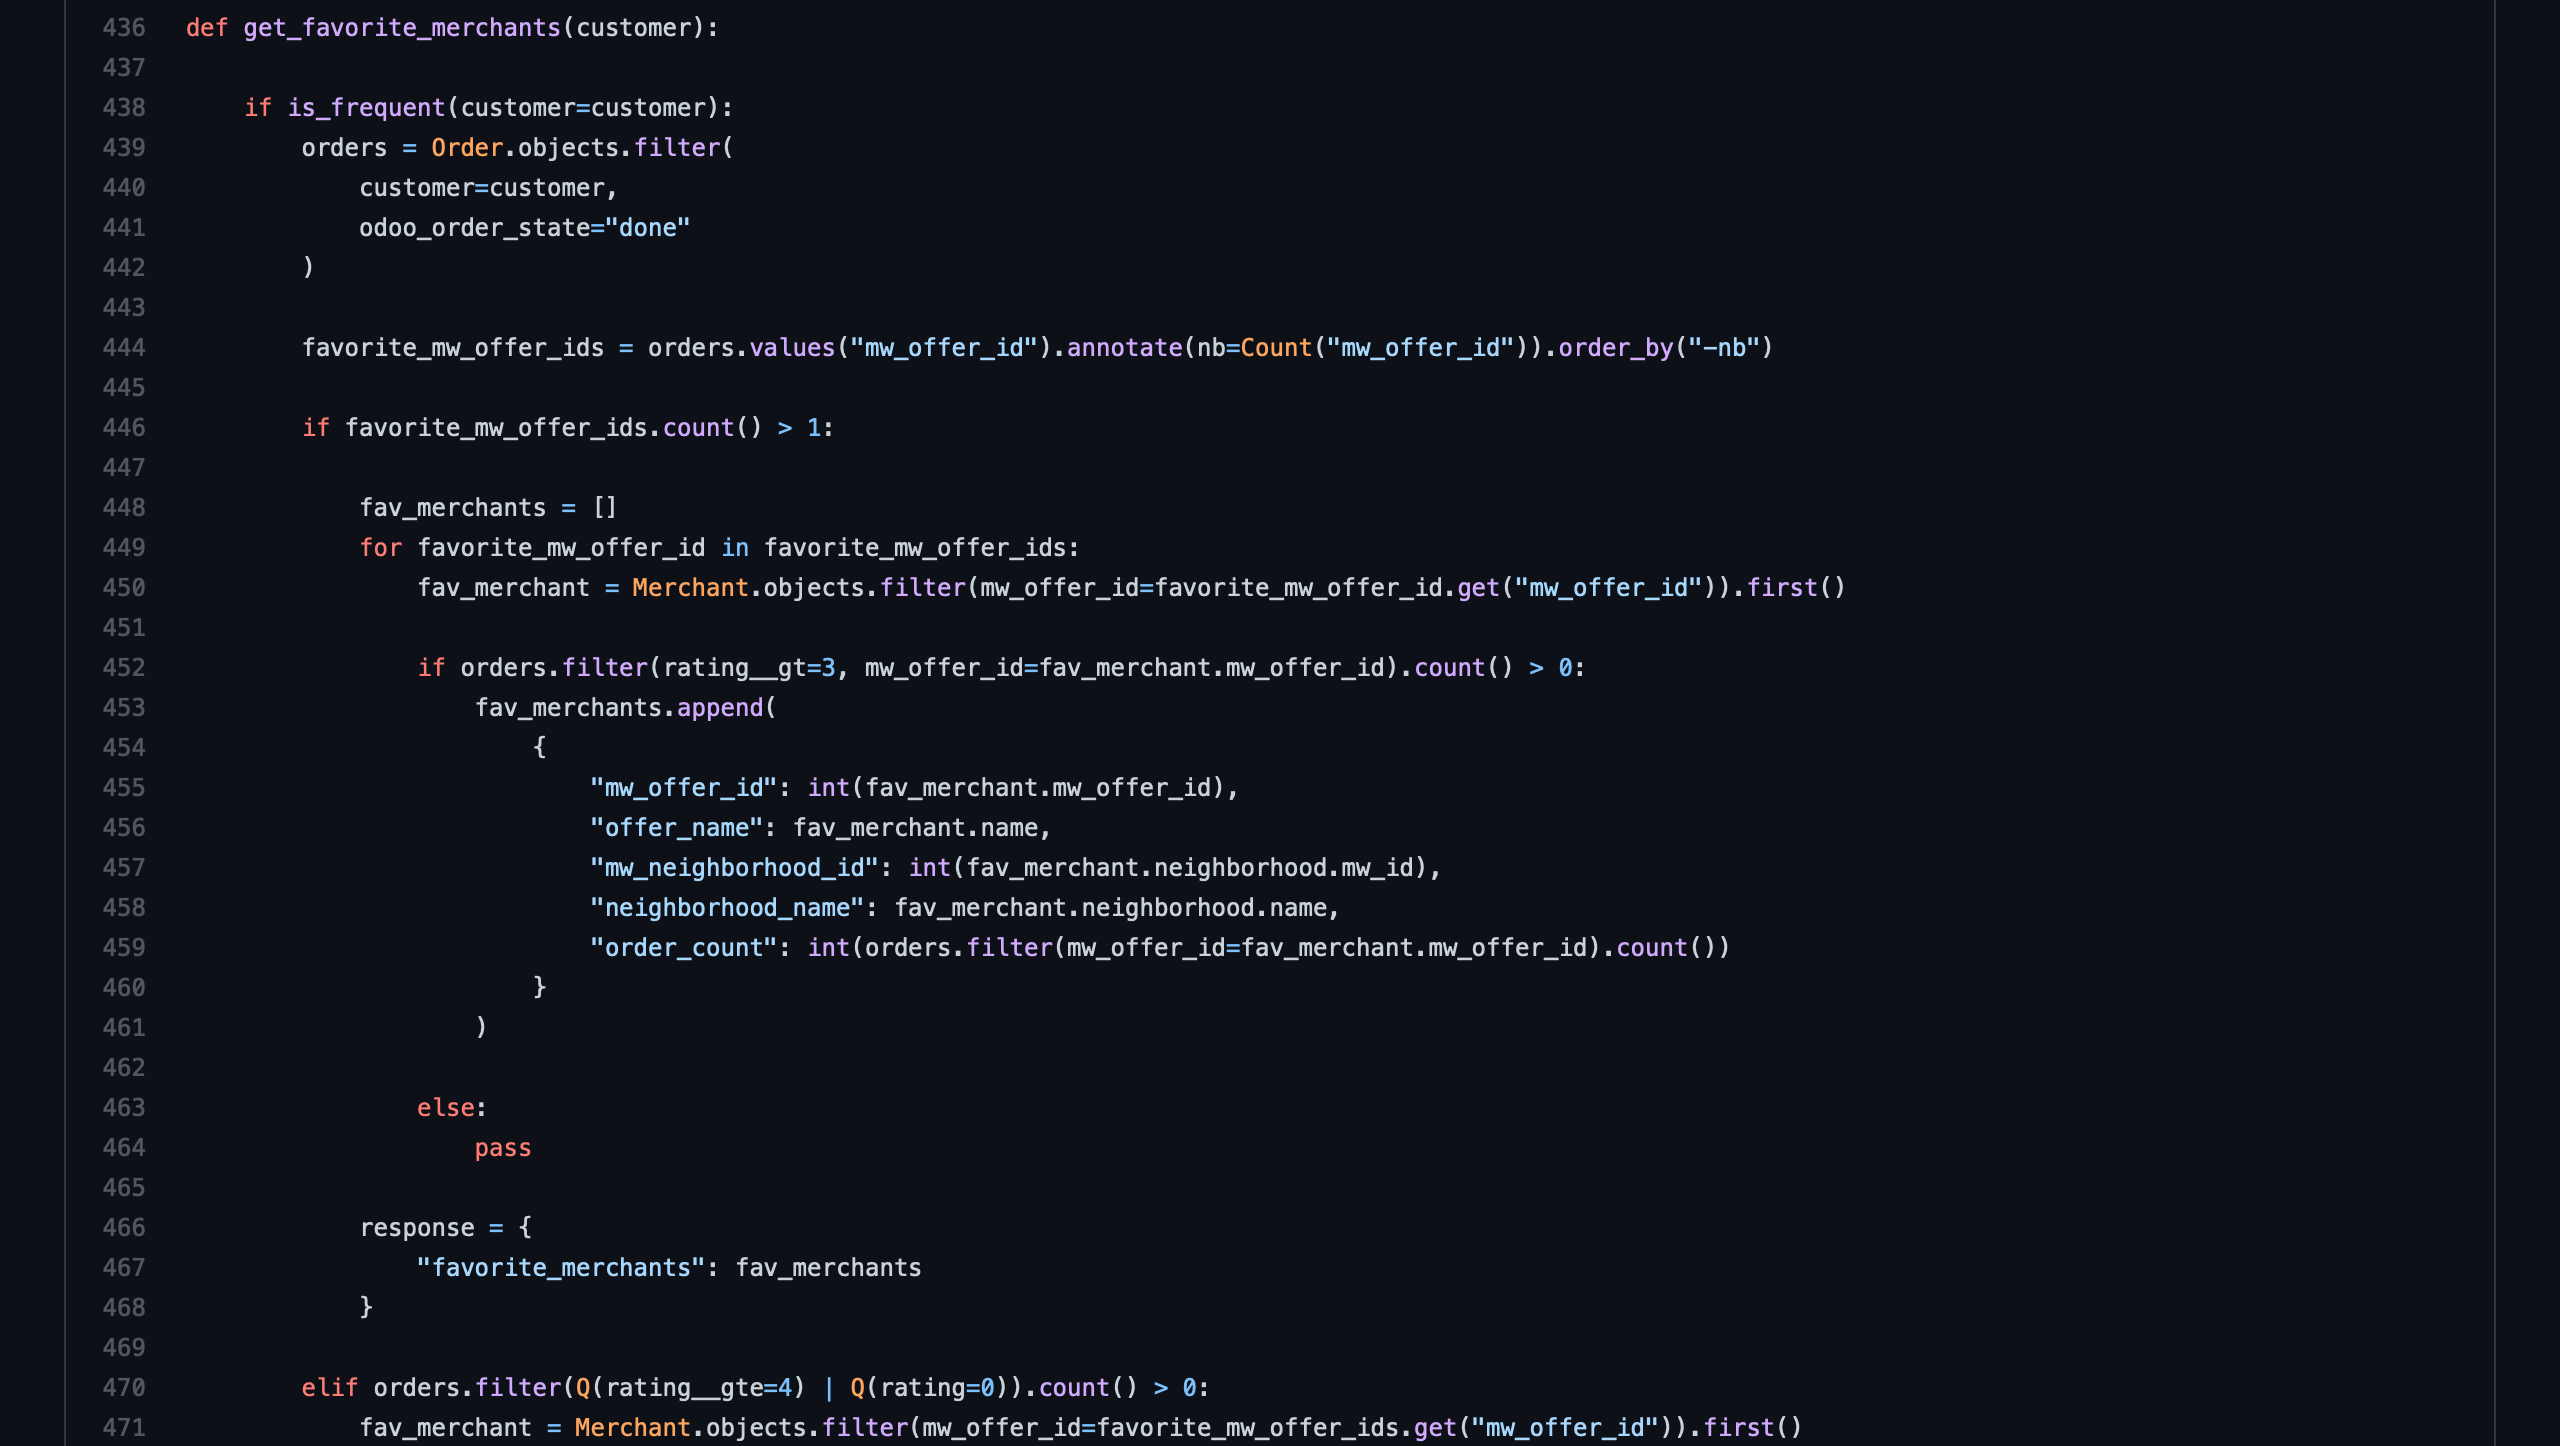 436 def get_favorite_merchants(customer):
437
438     if is_frequent(customer=customer):
439         orders = Order.objects.filter(
440             customer=customer,
441             odoo_order_state="done"
442         )
443
444         favorite_mw_offer_ids = orders.values("mw_offer_id").annotate(nb=Count("mw_offer_id")).order_by("-nb")
445
446         if favorite_mw_offer_ids.count() > 1:
447
448             fav_merchants = []
449             for favorite_mw_offer_id in favorite_mw_offer_ids:
450                 fav_merchant = Merchant.objects.filter(mw_offer_id=favorite_mw_offer_id.get("mw_offer_id")).first()
451
452                 if orders.filter(rating__gt=3, mw_offer_id=fav_merchant.mw_offer_id).count() > 0:
453                     fav_merchants.append(
454                         {
455                             "mw_offer_id": int(fav_merchant.mw_offer_id),
456                             "offer_name": fav_merchant.name,
457                             "mw_neighborhood_id": int(fav_merchant.neighborhood.mw_id),
458                             "neighborhood_name": fav_merchant.neighborhood.name,
459                             "order_count": int(orders.filter(mw_offer_id=fav_merchant.mw_offer_id).count())
460                         }
461                     )
462
463                 else:
464                     pass
465
466             response = {
467                 "favorite_merchants": fav_merchants
468             }
469
470         elif orders.filter(Q(rating__gte=4) | Q(rating=0)).count() > 0:
471             fav_merchant = Merchant.objects.filter(mw_offer_id=favorite_mw_offer_ids.get("mw_offer_id")).first()